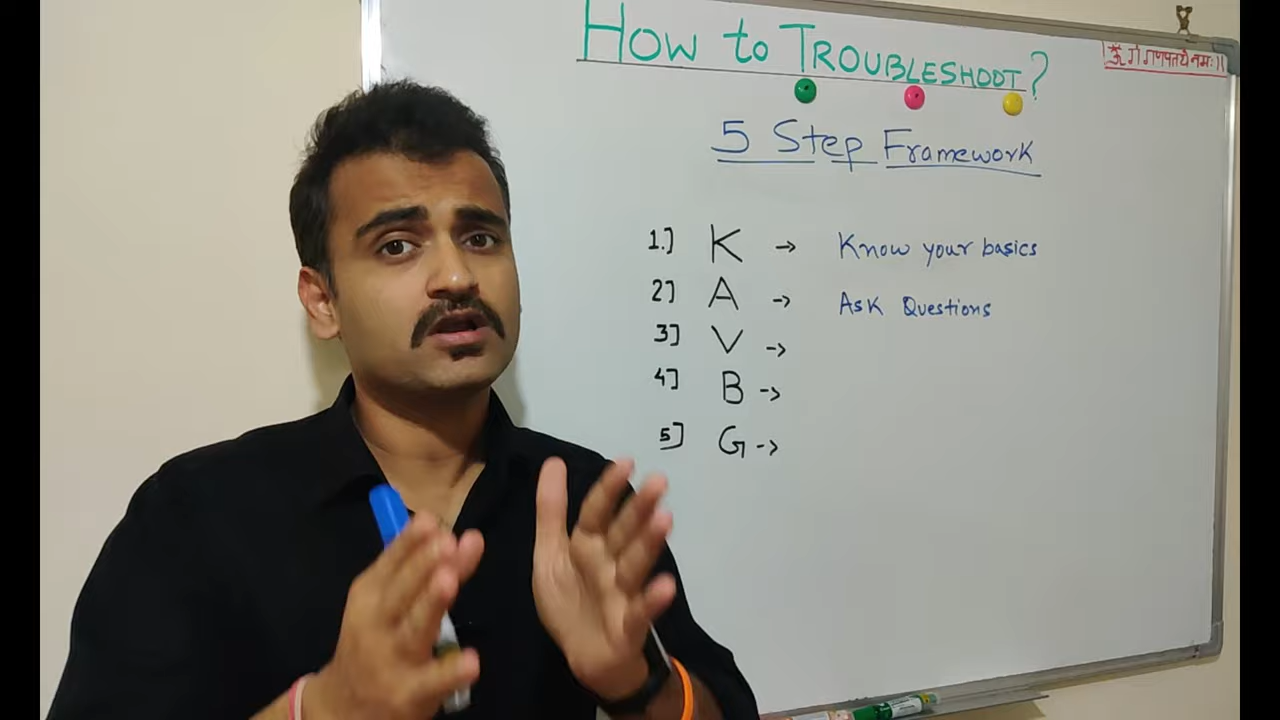 How to TROUBLESHOOT?
ॐ गं गणपतये नमः ।।
5 Step Framework
1.] K → Know your basics
2] A → Ask Questions
3] V →
4] B →
5] G →